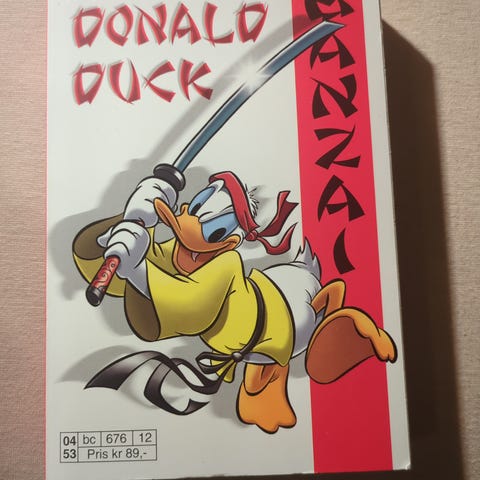 DONALD
DUCK
BANZAI
04 bc 676 12
53 Pris kr 89,-